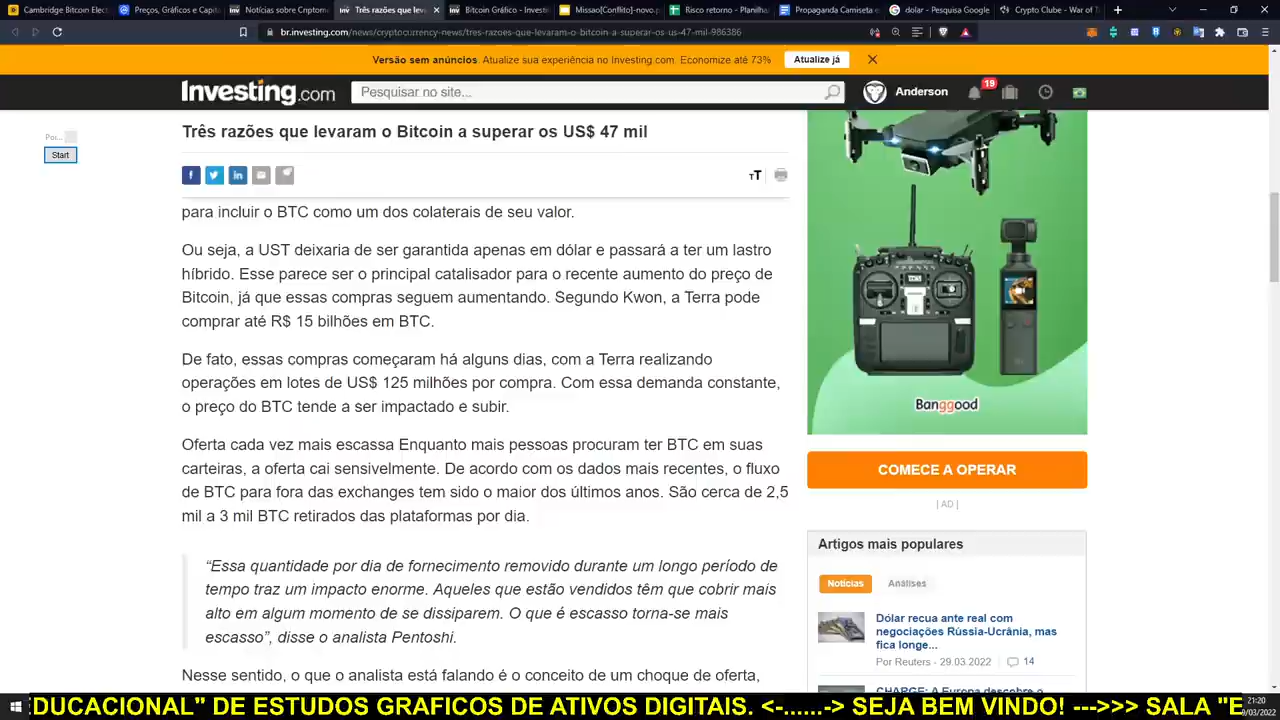 Cambridge Bitcoin Elect
Preços, Gráficos e Capita
Notícias sobre Criptom
Três razões que leva
Bitcoin Gráfico - Investi
Missao[Conflito]-novo.p
Risco retorno - Planilha
Propaganda Camiseta e
dolar - Pesquisa Google
Crypto Clube - War of T
br.investing.com/news/cryptocurrency-news/tres-razoes-que-levaram-o-bitcoin-a-superar-os-us-47-mil-986386
Versão sem anúncios. Atualize sua experiência no Investing.com. Economize até 73%
Atualize já
Investing.com
Pesquisar no site...
19
Anderson
Três razões que levaram o Bitcoin a superar os US$ 47 mil
Start
TT
para incluir o BTC como um dos colaterais de seu valor.
Ou seja, a UST deixaria de ser garantida apenas em dólar e passará a ter um lastro
híbrido. Esse parece ser o principal catalisador para o recente aumento do preço de
Bitcoin, já que essas compras seguem aumentando. Segundo Kwon, a Terra pode
comprar até R$ 15 bilhões em BTC.
De fato, essas compras começaram há alguns dias, com a Terra realizando
operações em lotes de US$ 125 milhões por compra. Com essa demanda constante,
o preço do BTC tende a ser impactado e subir.
Oferta cada vez mais escassa Enquanto mais pessoas procuram ter BTC em suas
carteiras, a oferta cai sensivelmente. De acordo com os dados mais recentes, o fluxo
de BTC para fora das exchanges tem sido o maior dos últimos anos. São cerca de 2,5
mil a 3 mil BTC retirados das plataformas por dia.
“Essa quantidade por dia de fornecimento removido durante um longo período de
tempo traz um impacto enorme. Aqueles que estão vendidos têm que cobrir mais
alto em algum momento de se dissiparem. O que é escasso torna-se mais
escasso”, disse o analista Pentoshi.
Nesse sentido, o que o analista está falando é o conceito de um choque de oferta,
Banggood
COMECE A OPERAR
| AD |
Artigos mais populares
Notícias
Análises
Dólar recua ante real com
negociações Rússia-Ucrânia, mas
fica longe...
Por Reuters - 29.03.2022
14
CHARGE: A Europa descobre o
EDUCACIONAL" DE ESTUDOS GRAFICOS DE ATIVOS DIGITAIS. <-......-> SEJA BEM VINDO! --->>> SALA "E
21:20
9/03/2022